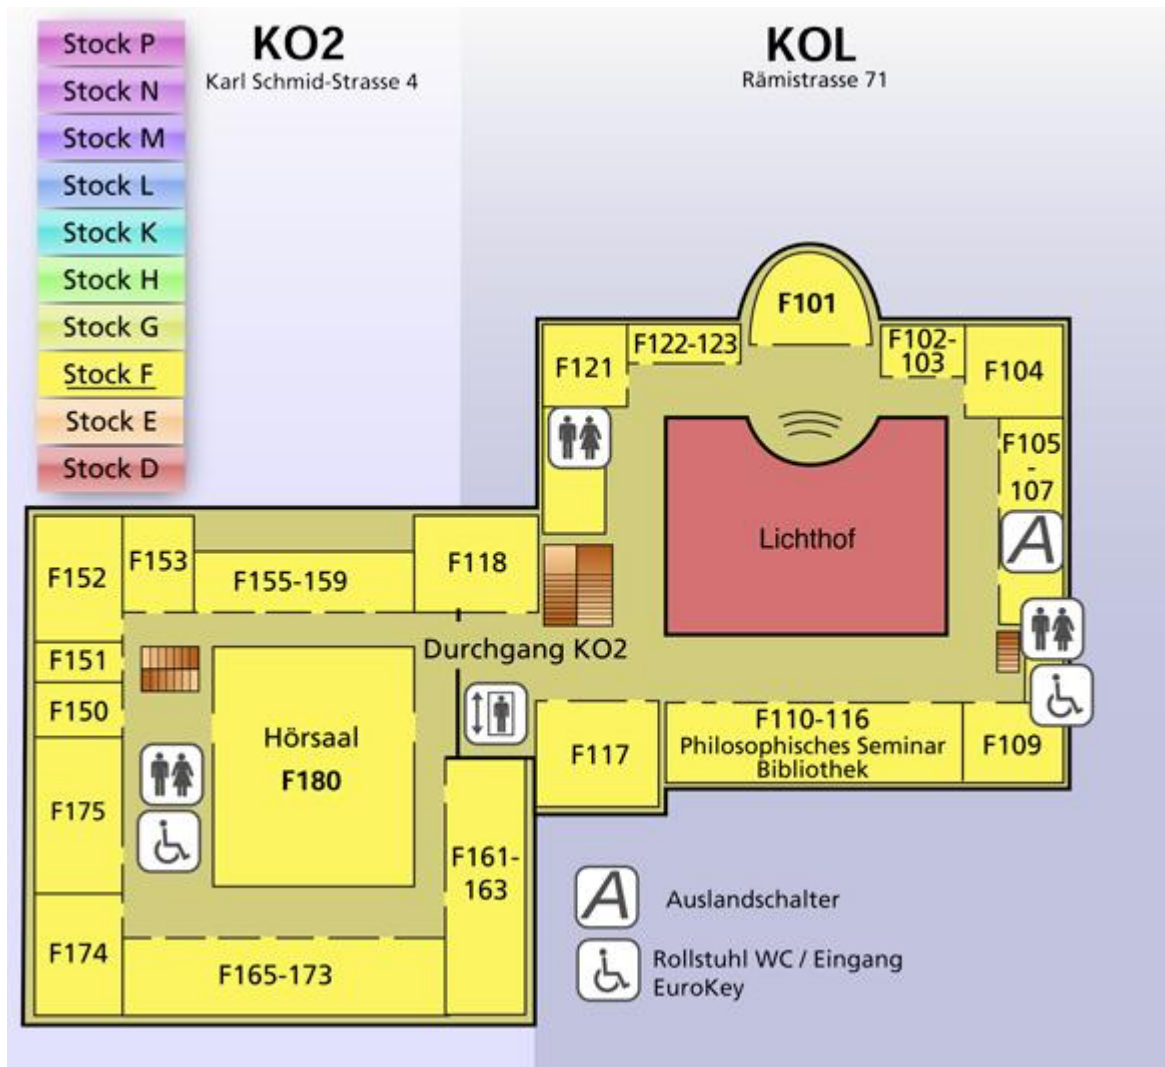 Stock P
Stock N
Stock M
Stock L
Stock K
Stock H
Stock G
Stock F
Stock E
Stock D
KO2
Karl Schmid-Strasse 4
KOL
Rämistrasse 71
F101
F121
F122-123
F102-
103
F104
F105
-
107
A
Lichthof
F152
F153
F155-159
F118
F151
F150
Durchgang KO2
Hörsaal
F180
F175
F174
F165-173
F161-
163
F117
F110-116
Philosophisches Seminar
Bibliothek
F109
A
Auslandschalter
Rollstuhl WC / Eingang
EuroKey